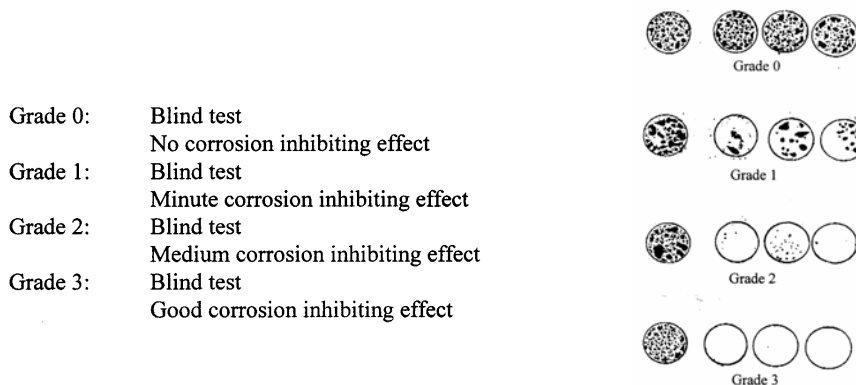 Grade 0: Blind test
No corrosion inhibiting effect
Grade 1: Blind test
Minute corrosion inhibiting effect
Grade 2: Blind test
Medium corrosion inhibiting effect
Grade 3: Blind test
Good corrosion inhibiting effect
Grade 0
Grade 1
Grade 2
Grade 3